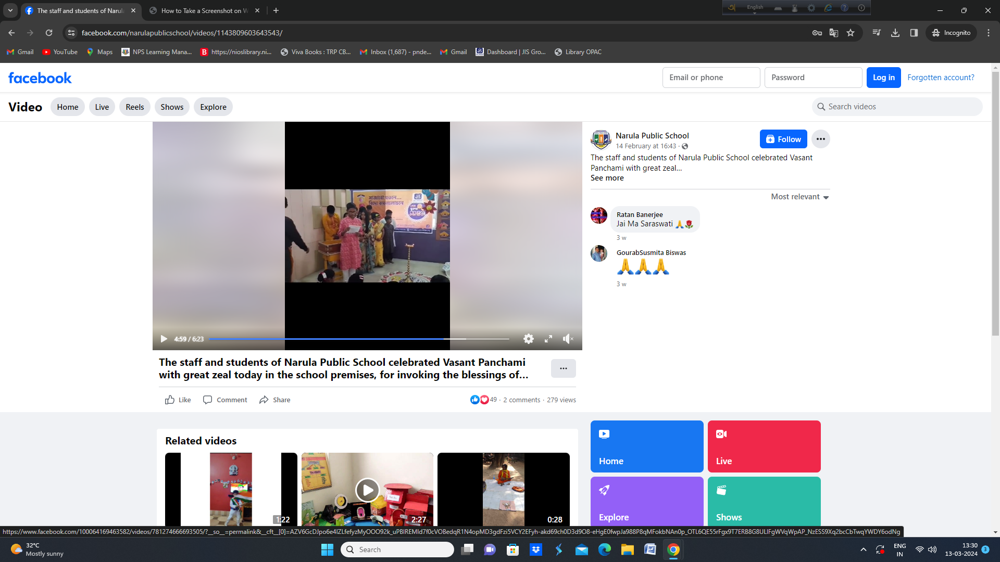 The staff and students of Narul
How to Take a Screenshot on W
English
facebook.com/narulapublicschool/videos/1143809603643543/
Incognito
Gmail
YouTube
Maps
NPS Learning Mana...
https://nioslibrary.ni...
Viva Books : TRP CB...
Inbox (1,687) - pnde...
Gmail
Dashboard | JIS Gro...
Library OPAC
facebook
Email or phone
Password
Log in
Forgotten account?
Video
Home
Live
Reels
Shows
Explore
Search videos
JIS
4:59 / 6:23
Narula Public School
14 February at 16:43 ·
Follow
The staff and students of Narula Public School celebrated Vasant
Panchami with great zeal...
See more
Most relevant
Ratan Banerjee
Jai Ma Saraswati 🙏🌹
3 w
GourabSusmita Biswas
🙏🙏🙏
3 w
The staff and students of Narula Public School celebrated Vasant Panchami
with great zeal today in the school premises, for invoking the blessings of...
Like
Comment
Share
49 · 2 comments · 279 views
Related videos
1:22
2:27
0:28
Home
Live
Explore
Shows
32°C
Mostly sunny
Search
ENG
IN
13:30
13-03-2024
3